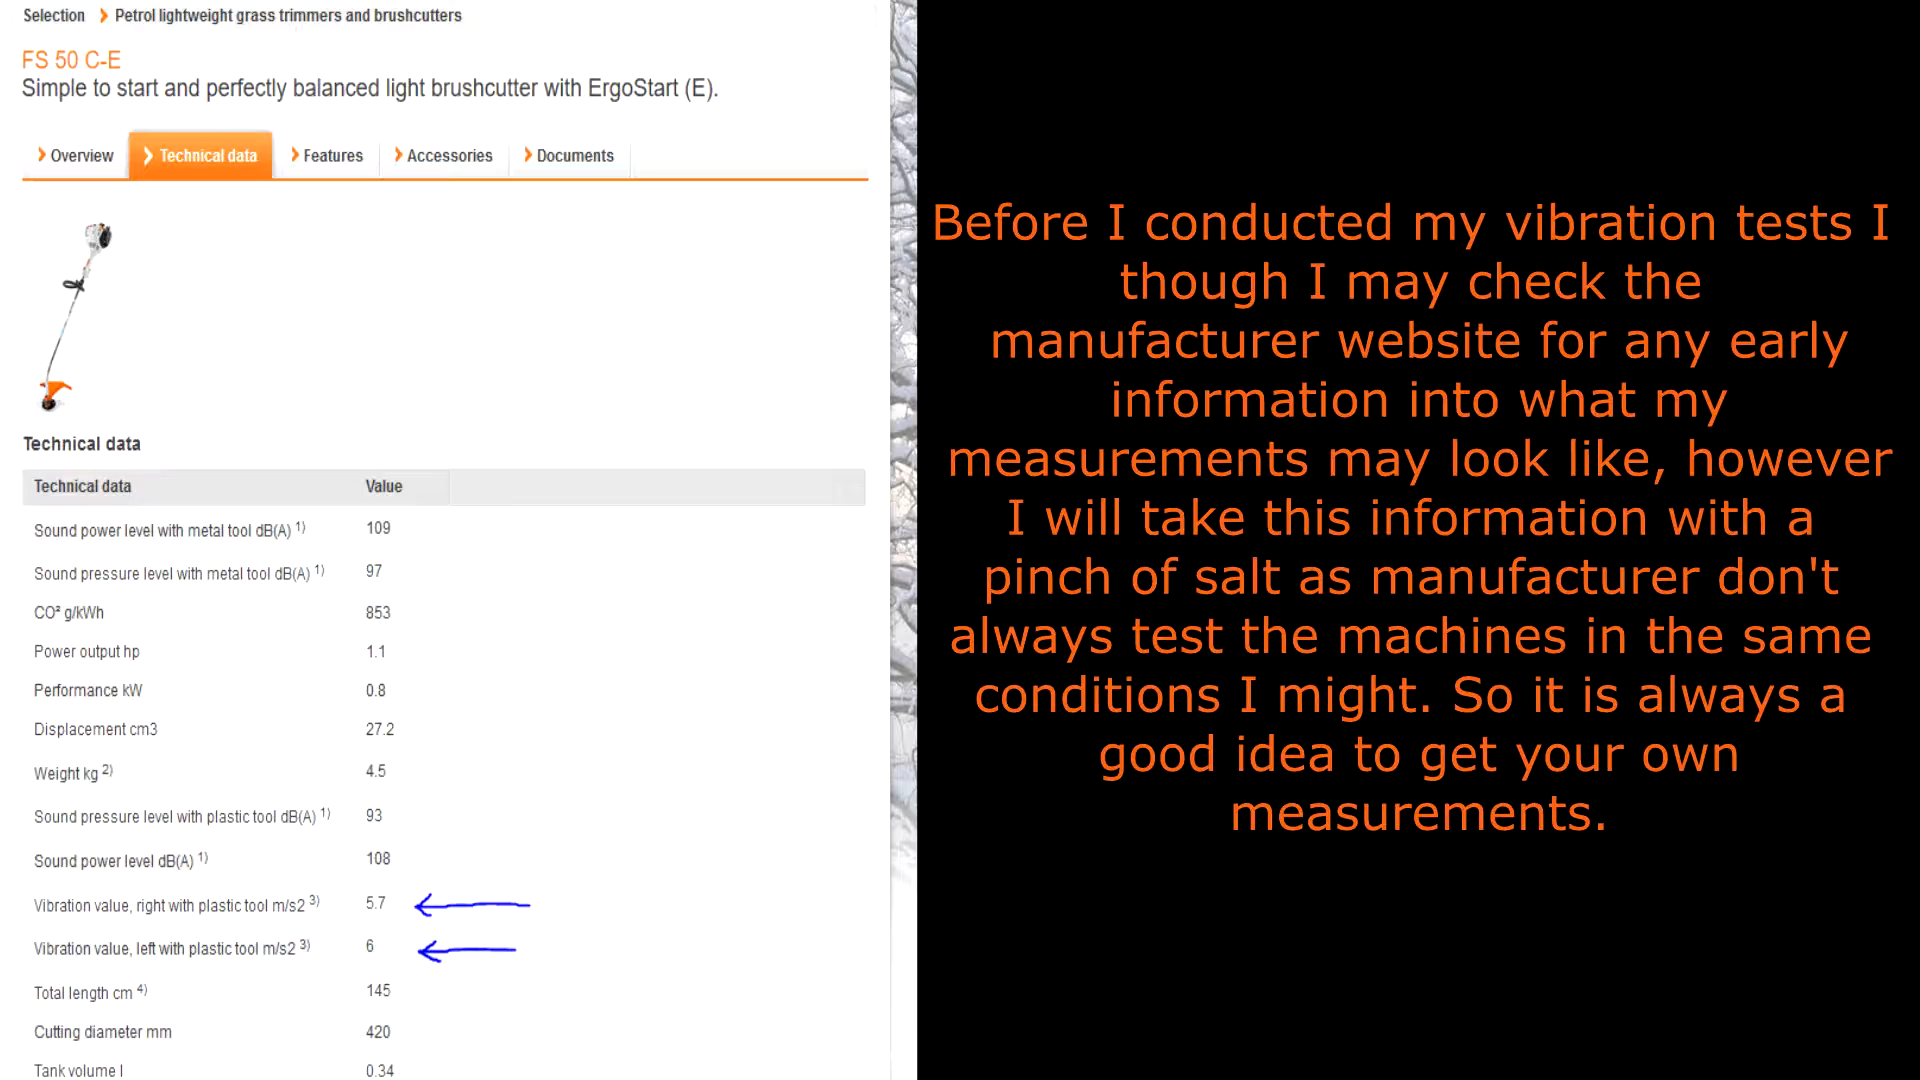 Selection Petrol lightweight grass trimmers and brushcutters
FS 50 C-E
Simple to start and perfectly balanced light brushcutter with ErgoStart (E).
Overview Technical data Features Accessories Documents
Technical data
Technical data Value
Sound power level with metal tool dB(A) 1) 109
Sound pressure level with metal tool dB(A) 1) 97
CO² g/kWh 853
Power output hp 1.1
Performance kW 0.8
Displacement cm3 27.2
Weight kg 2) 4.5
Sound pressure level with plastic tool dB(A) 1) 93
Sound power level dB(A) 1) 108
Vibration value, right with plastic tool m/s2 3) 5.7
Vibration value, left with plastic tool m/s2 3) 6
Total length cm 4) 145
Cutting diameter mm 420
Tank volume l 0.34
Before I conducted my vibration tests I
though I may check the
manufacturer website for any early
information into what my
measurements may look like, however
I will take this information with a
pinch of salt as manufacturer don't
always test the machines in the same
conditions I might. So it is always a
good idea to get your own
measurements.